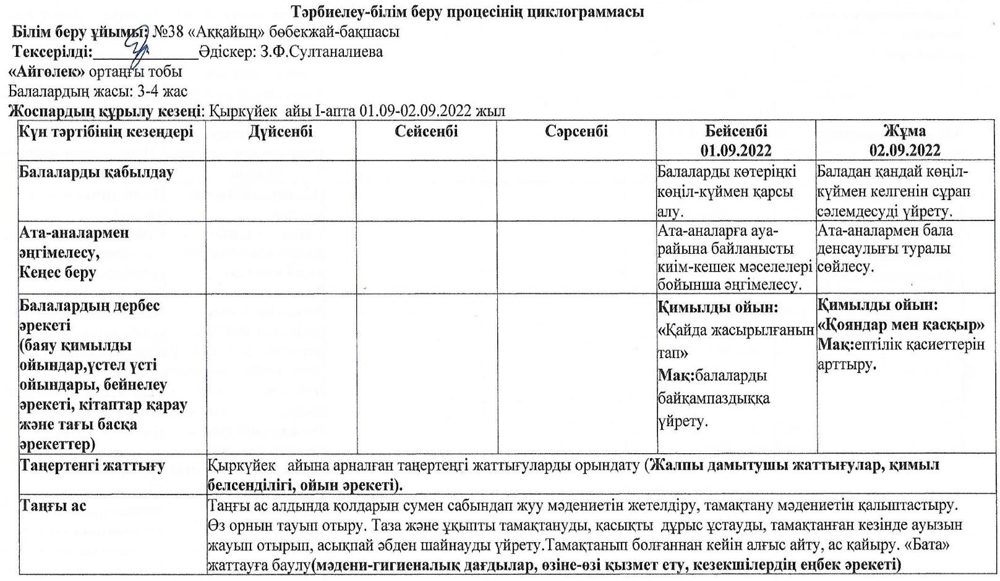 Тәрбиелеу-білім беру процесінің циклограммасы
Білім беру ұйымы: №38 «Аққайың» бөбекжай-бақшасы
Тексерілді:______________Әдіскер: З.Ф.Султаналиева
«Айгөлек» ортаңғы тобы
Балалардың жасы: 3-4 жас
Жоспардың құрылу кезеңі: Қыркүйек айы I-апта 01.09-02.09.2022 жыл
Күн тәртібінің кезеңдері
Дүйсенбі
Сейсенбі
Сәрсенбі
Бейсенбі
01.09.2022
Жұма
02.09.2022
Балаларды қабылдау
Балаларды көтеріңкі
көңіл-күймен қарсы
алу.
Баладан қандай көңіл-
күймен келгенін сұрап
сәлемдесуді үйрету.
Ата-аналармен
әңгімелесу,
Кеңес беру
Ата-аналарға ауа-
райына байланысты
киім-кешек мәселелері
бойынша әңгімелесу.
Ата-аналармен бала
денсаулығы туралы
сөйлесу.
Балалардың дербес
әрекеті
(баяу қимылды
ойындар,үстел үсті
ойындары, бейнелеу
әрекеті, кітаптар қарау
және тағы басқа
әрекеттер)
Қимылды ойын:
«Қайда жасырылғанын
тап»
Мақ:балаларды
байқампаздыққа
үйрету.
Қимылды ойын:
«Қояндар мен қасқыр»
Мақ:ептілік қасиеттерін
арттыру.
Таңертенгі жаттығу
Қыркүйек айына арналған таңертеңгі жаттығуларды орындату (Жалпы дамытушы жаттығулар, қимыл
белсенділігі, ойын әрекеті).
Таңғы ас
Таңғы ас алдында қолдарын сумен сабындап жуу мәдениетін жетелдіру, тамақтану мәдениетін қалыптастыру.
Өз орнын тауып отыру. Таза және ұқыпты тамақтануды, қасықты дұрыс ұстауды, тамақтанған кезінде ауызын
жауып отырып, асықпай әбден шайнауды үйрету.Тамақтанып болғаннан кейін алғыс айту, ас қайыру. «Бата»
жаттауға баулу(мәдени-гигиеналық дағдылар, өзіне-өзі қызмет ету, кезекшілердің еңбек әрекеті)